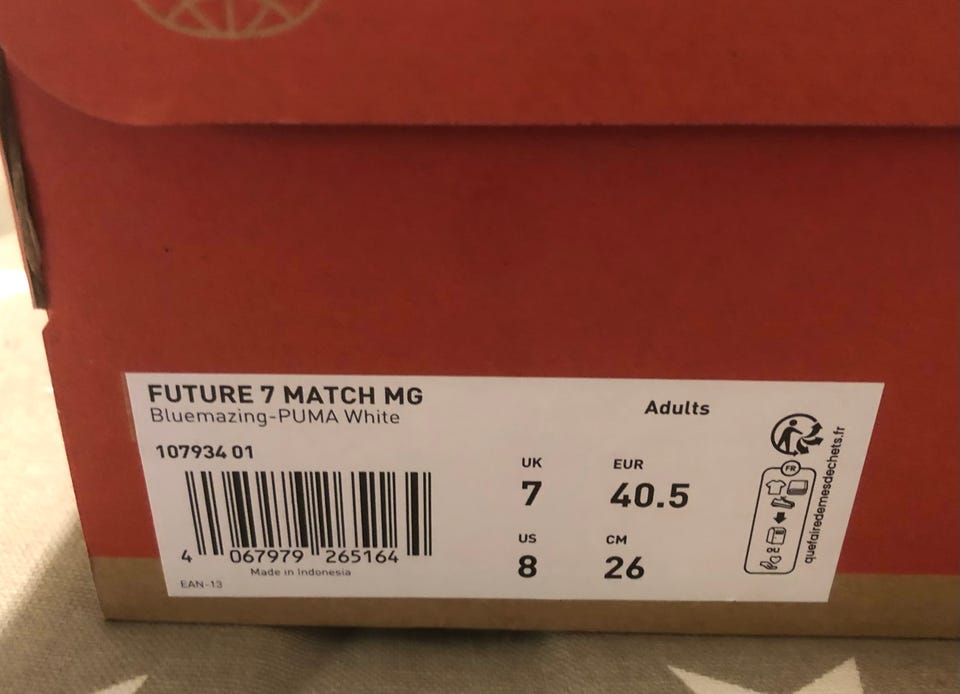 FUTURE 7 MATCH MG
Bluemazing-PUMA White
Adults
107934 01
UK
EUR
7
40.5
US
CM
8
26
4 067979 265164
Made in Indonesia
EAN-13
FR
OU
quefairedemesdechets.fr